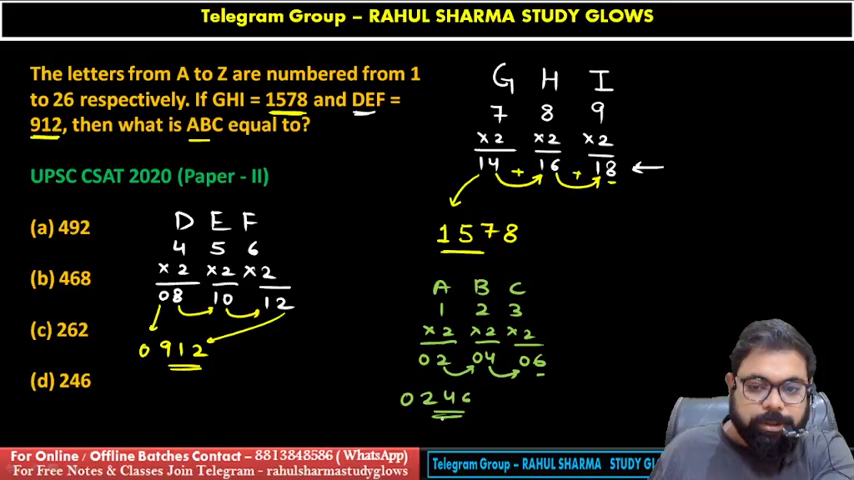 Telegram Group – RAHUL SHARMA STUDY GLOWS
The letters from A to Z are numbered from 1
to 26 respectively. If GHI = 1578 and DEF =
912, then what is ABC equal to?
UPSC CSAT 2020 (Paper - II)
(a) 492
(b) 468
(c) 262
(d) 246
D E F
4 5 6
×2 ×2 ×2
08 10 12
0912
G H I
7 8 9
×2 ×2 ×2
14 + 16 + 18 ←
1578
A B C
1 2 3
×2 ×2 ×2
02 04 06
0246
For Online / Offline Batches Contact – 8813848586 ( WhatsApp)
For Free Notes & Classes Join Telegram - rahulsharmastudyglows
Telegram Group – RAHUL SHARMA STUDY GL